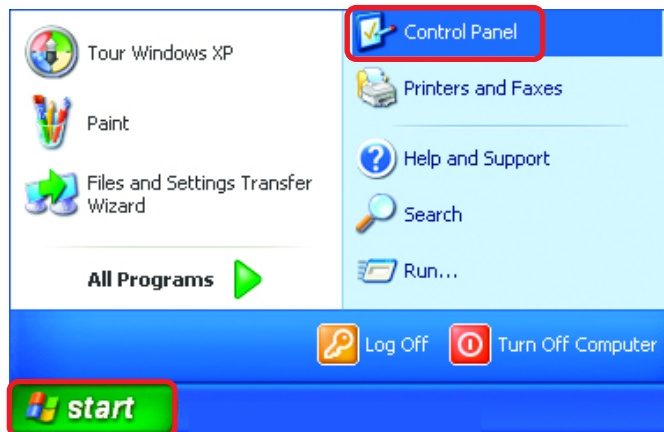 Tour Windows XP
Paint
Files and Settings Transfer
Wizard
All Programs
Control Panel
Printers and Faxes
Help and Support
Search
Run...
Log Off
Turn Off Computer
start